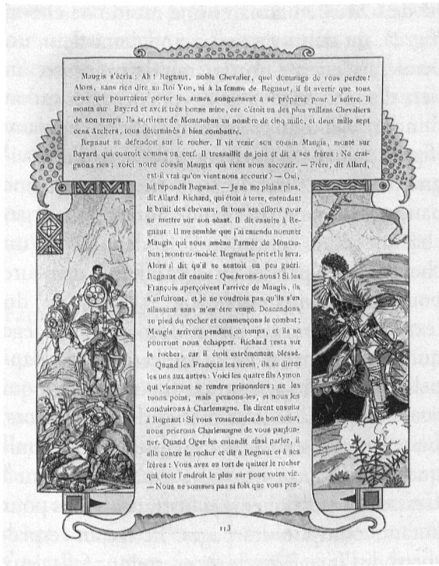 Maugis s'écria : Ah ! Regnaut, noble Chevalier, quel dommage de vous perdre !
Alors, sans rien dire au Roi Yon, ni à la femme de Regnaut, il fit avertir que tous
ceux qui pourroient porter les armes songeassent à se préparer pour le suivre. Il
monta sur Bayard et avoit très bonne mine, car c'étoit un des plus vaillans Chevaliers
de son temps. Ils sortirent de Montauban au nombre de cinq mille, et deux mille sept
cens Archers, tous déterminés à bien combattre.
Regnaut se défendoit sur le rocher. Il vit venir son cousin Maugis, monté sur
Bayard qui couroit comme un cerf. Il tressaillit de joie et dit à ses frères : Ne crai-
gnons rien ; voici notre cousin Maugis qui vient nous secourir. — Frère, dit Allard,
est-il vrai qu'on vient nous secourir ? — Oui,
lui répondit Regnaut. — Je ne me plains plus,
dit Allard. Richard, qui étoit à terre, entendant
le bruit des chevaux, fit tous ses efforts pour
se mettre sur son séant. Il dit ensuite à Re-
gnaut : Il me semble que j'ai entendu nommer
Maugis qui nous amène l'armée de Montau-
ban ; montrez-moi-le. Regnaut le prit et le leva.
Alors il dit qu'il se sentoit un peu guéri.
Regnaut dit ensuite : Que ferons-nous ? Si les
François aperçoivent l'arrivée de Maugis, ils
s'enfuiront, et je ne voudrois pas qu'ils s'en
allassent sans m'en être vengé. Descendons
au pied du rocher et commençons le combat ;
Maugis arrivera pendant ce temps, et ils ne
pourront nous échapper. Richard resta sur
le rocher, car il étoit extrêmement blessé.
Quand les François les virent, ils se dirent
les uns aux autres : Voici les quatre fils Aymon
qui viennent se rendre prisonniers ; ne les
tuons point, mais prenons-les, et nous les
conduirons à Charlemagne. Ils dirent ensuite
à Regnaut : Si vous vous rendez de bon cœur,
nous prierons Charlemagne de vous pardon-
ner. Quand Oger les entendit ainsi parler, il
alla contre le rocher et dit à Regnaut et à ses
frères : Vous avez eu tort de quitter le rocher
qui étoit l'endroit le plus sûr pour votre vie.
— Nous ne sommes pas si fols que vous pen-
113